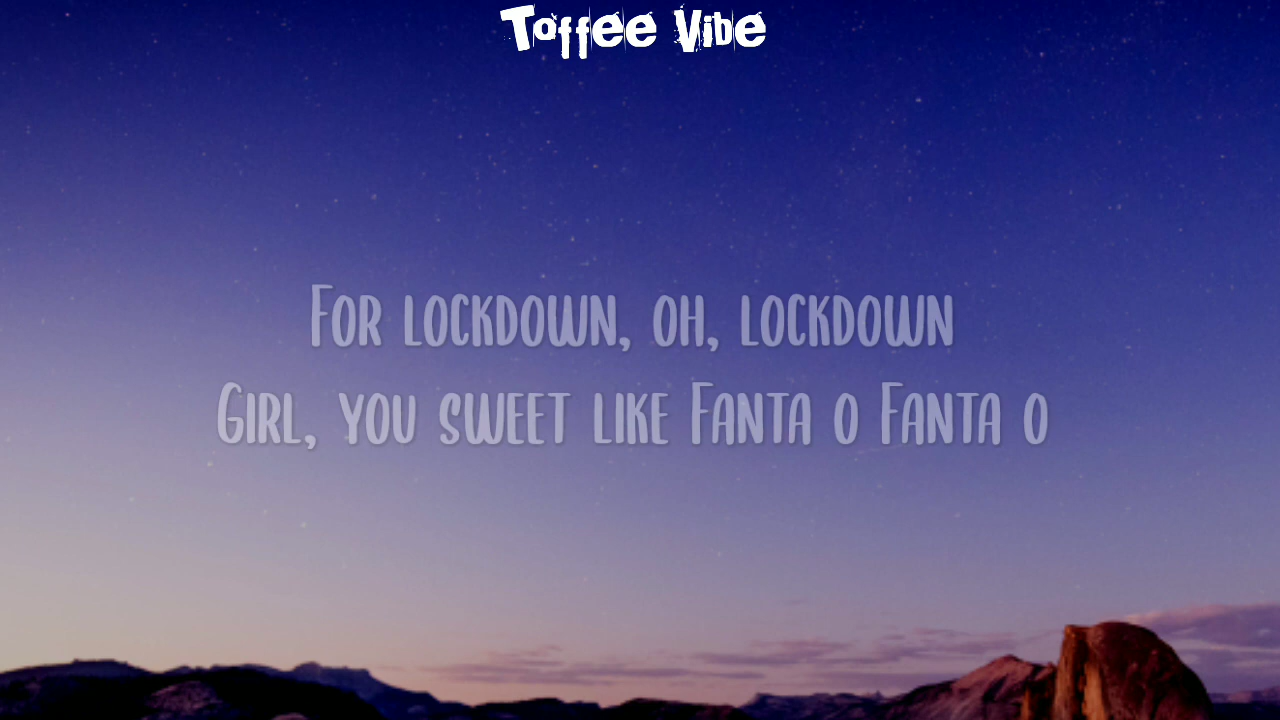 Toffee Vibe
For lockdown, oh, lockdown
Girl, you sweet like Fanta o Fanta o